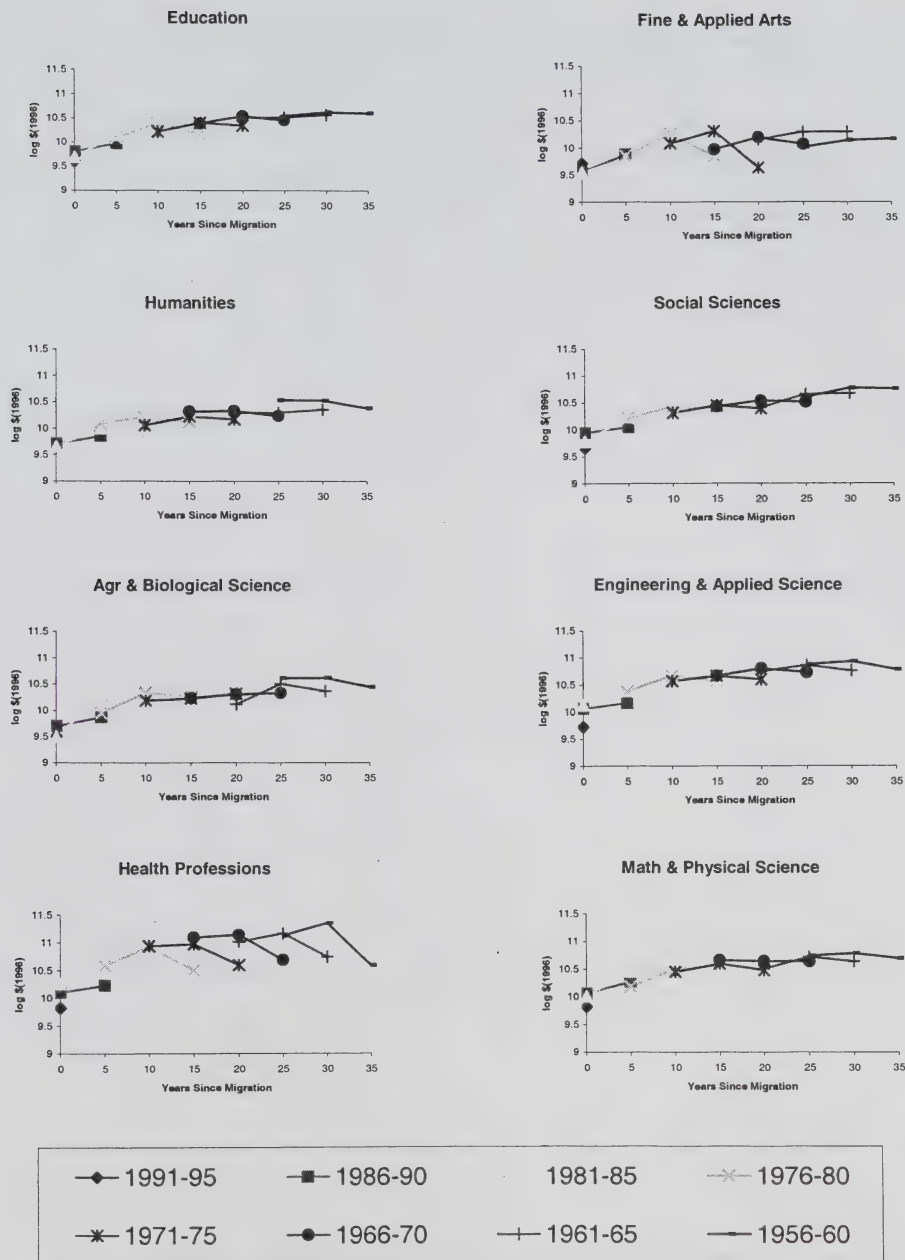 Education
log $(1996)
11.5
11
10.5
10
9.5
9
0 5 10 15 20 25 30 35
Years Since Migration
Fine & Applied Arts
log $(1996)
11.5
11
10.5
10
9.5
9
0 5 10 15 20 25 30 35
Years Since Migration
Humanities
log $(1996)
11.5
11
10.5
10
9.5
9
0 5 10 15 20 25 30 35
Years Since Migration
Social Sciences
log $(1996)
11.5
11
10.5
10
9.5
9
0 5 10 15 20 25 30 35
Years Since Migration
Agr & Biological Science
log $(1996)
11.5
11
10.5
10
9.5
9
0 5 10 15 20 25 30 35
Years Since Migration
Engineering & Applied Science
log $(1996)
11.5
11
10.5
10
9.5
9
0 5 10 15 20 25 30 35
Years Since Migration
Health Professions
log $(1996)
11.5
11
10.5
10
9.5
9
0 5 10 15 20 25 30 35
Years Since Migration
Math & Physical Science
log $(1996)
11.5
11
10.5
10
9.5
9
0 5 10 15 20 25 30 35
Years Since Migration
1991-95 1986-90 1981-85 1976-80
1971-75 1966-70 1961-65 1956-60